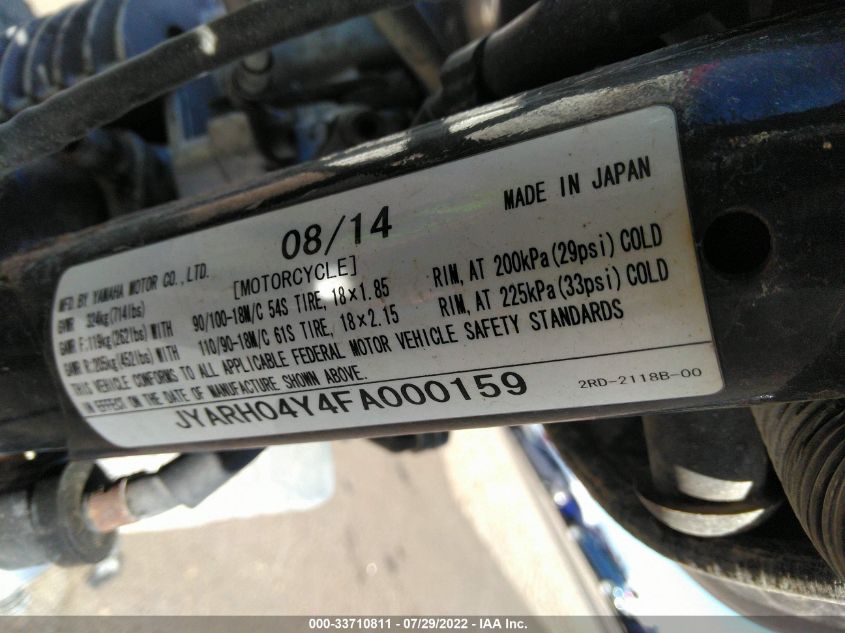 08/14
MADE IN JAPAN
MFD BY YAMAHA MOTOR CO., LTD.
[MOTORCYCLE]
GVWR 324kg(714lbs)
GAWR F:119kg(262lbs) WITH 90/100-18M/C 54S TIRE, 18×1.85 RIM, AT 200kPa(29psi) COLD
GAWR R:205kg(452lbs) WITH 110/90-18M/C 61S TIRE, 18×2.15 RIM, AT 225kPa(33psi) COLD
THIS VEHICLE CONFORMS TO ALL APPLICABLE FEDERAL MOTOR VEHICLE SAFETY STANDARDS
IN EFFECT ON THE DATE OF MANUFACTURE SHOWN ABOVE.
JYARH04Y4FA000159
2RD-2118B-00
000-33710811 - 07/29/2022 - IAA Inc.